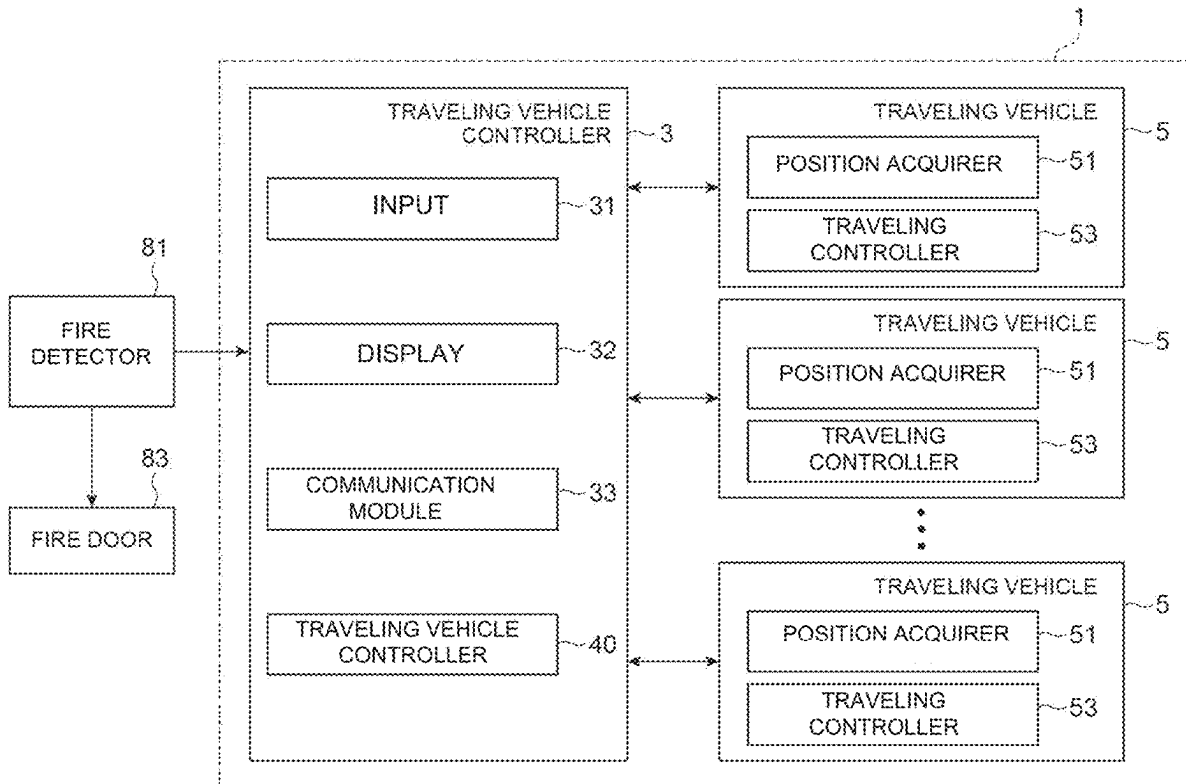 1
TRAVELING VEHICLE
CONTROLLER
3
INPUT
31
DISPLAY
32
COMMUNICATION
MODULE
33
TRAVELING VEHICLE
CONTROLLER
40
81
FIRE
DETECTOR
83
FIRE DOOR
TRAVELING VEHICLE
5
POSITION ACQUIRER
51
TRAVELING
CONTROLLER
53
TRAVELING VEHICLE
5
POSITION ACQUIRER
51
TRAVELING
CONTROLLER
53
TRAVELING VEHICLE
5
POSITION ACQUIRER
51
TRAVELING
CONTROLLER
53